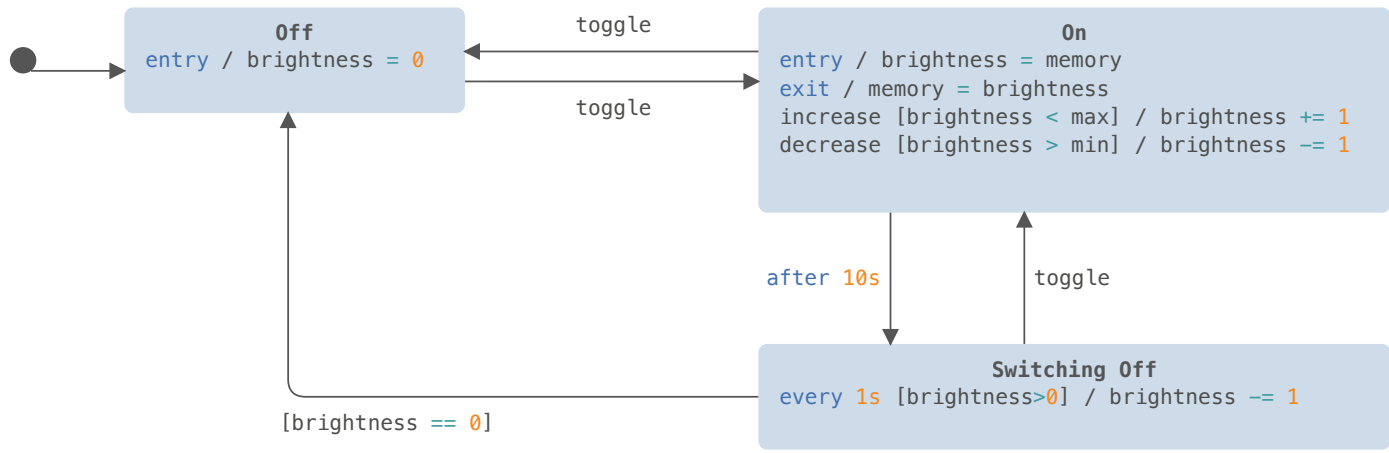 Off
entry / brightness = 0
toggle
toggle
On
entry / brightness = memory
exit / memory = brightness
increase [brightness < max] / brightness += 1
decrease [brightness > min] / brightness −= 1
after 10s
toggle
Switching Off
every 1s [brightness>0] / brightness −= 1
[brightness == 0]